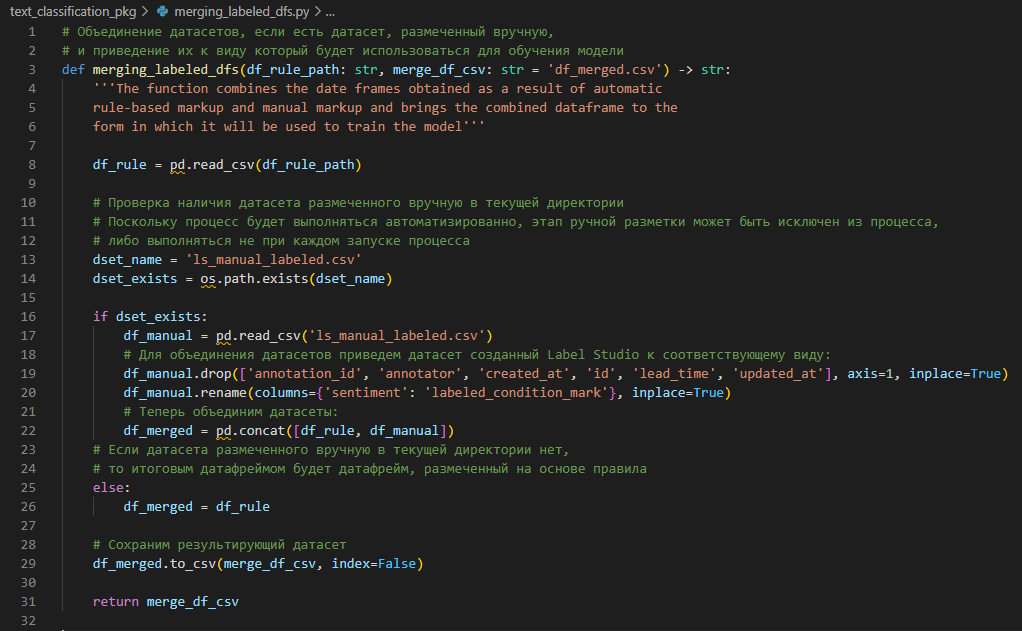 text_classification_pkg > merging_labeled_dfs.py > ...
1 # Объединение датасетов, если есть датасет, размеченный вручную,
2 # и приведение их к виду который будет использоваться для обучения модели
3 def merging_labeled_dfs(df_rule_path: str, merge_df_csv: str = 'df_merged.csv') -> str:
4     '''The function combines the date frames obtained as a result of automatic
5     rule-based markup and manual markup and brings the combined dataframe to the
6     form in which it will be used to train the model'''
7
8     df_rule = pd.read_csv(df_rule_path)
9
10     # Проверка наличия датасета размеченного вручную в текущей директории
11     # Поскольку процесс будет выполняться автоматизированно, этап ручной разметки может быть исключен из процесса,
12     # либо выполняться не при каждом запуске процесса
13     dset_name = 'ls_manual_labeled.csv'
14     dset_exists = os.path.exists(dset_name)
15
16     if dset_exists:
17         df_manual = pd.read_csv('ls_manual_labeled.csv')
18         # Для объединения датасетов приведем датасет созданный Label Studio к соответствующему виду:
19         df_manual.drop(['annotation_id', 'annotator', 'created_at', 'id', 'lead_time', 'updated_at'], axis=1, inplace=True)
20         df_manual.rename(columns={'sentiment': 'labeled_condition_mark'}, inplace=True)
21         # Теперь объединим датасеты:
22         df_merged = pd.concat([df_rule, df_manual])
23     # Если датасета размеченного вручную в текущей директории нет,
24     # то итоговым датафреймом будет датафрейм, размеченный на основе правила
25     else:
26         df_merged = df_rule
27
28     # Сохраним результирующий датасет
29     df_merged.to_csv(merge_df_csv, index=False)
30
31     return merge_df_csv
32